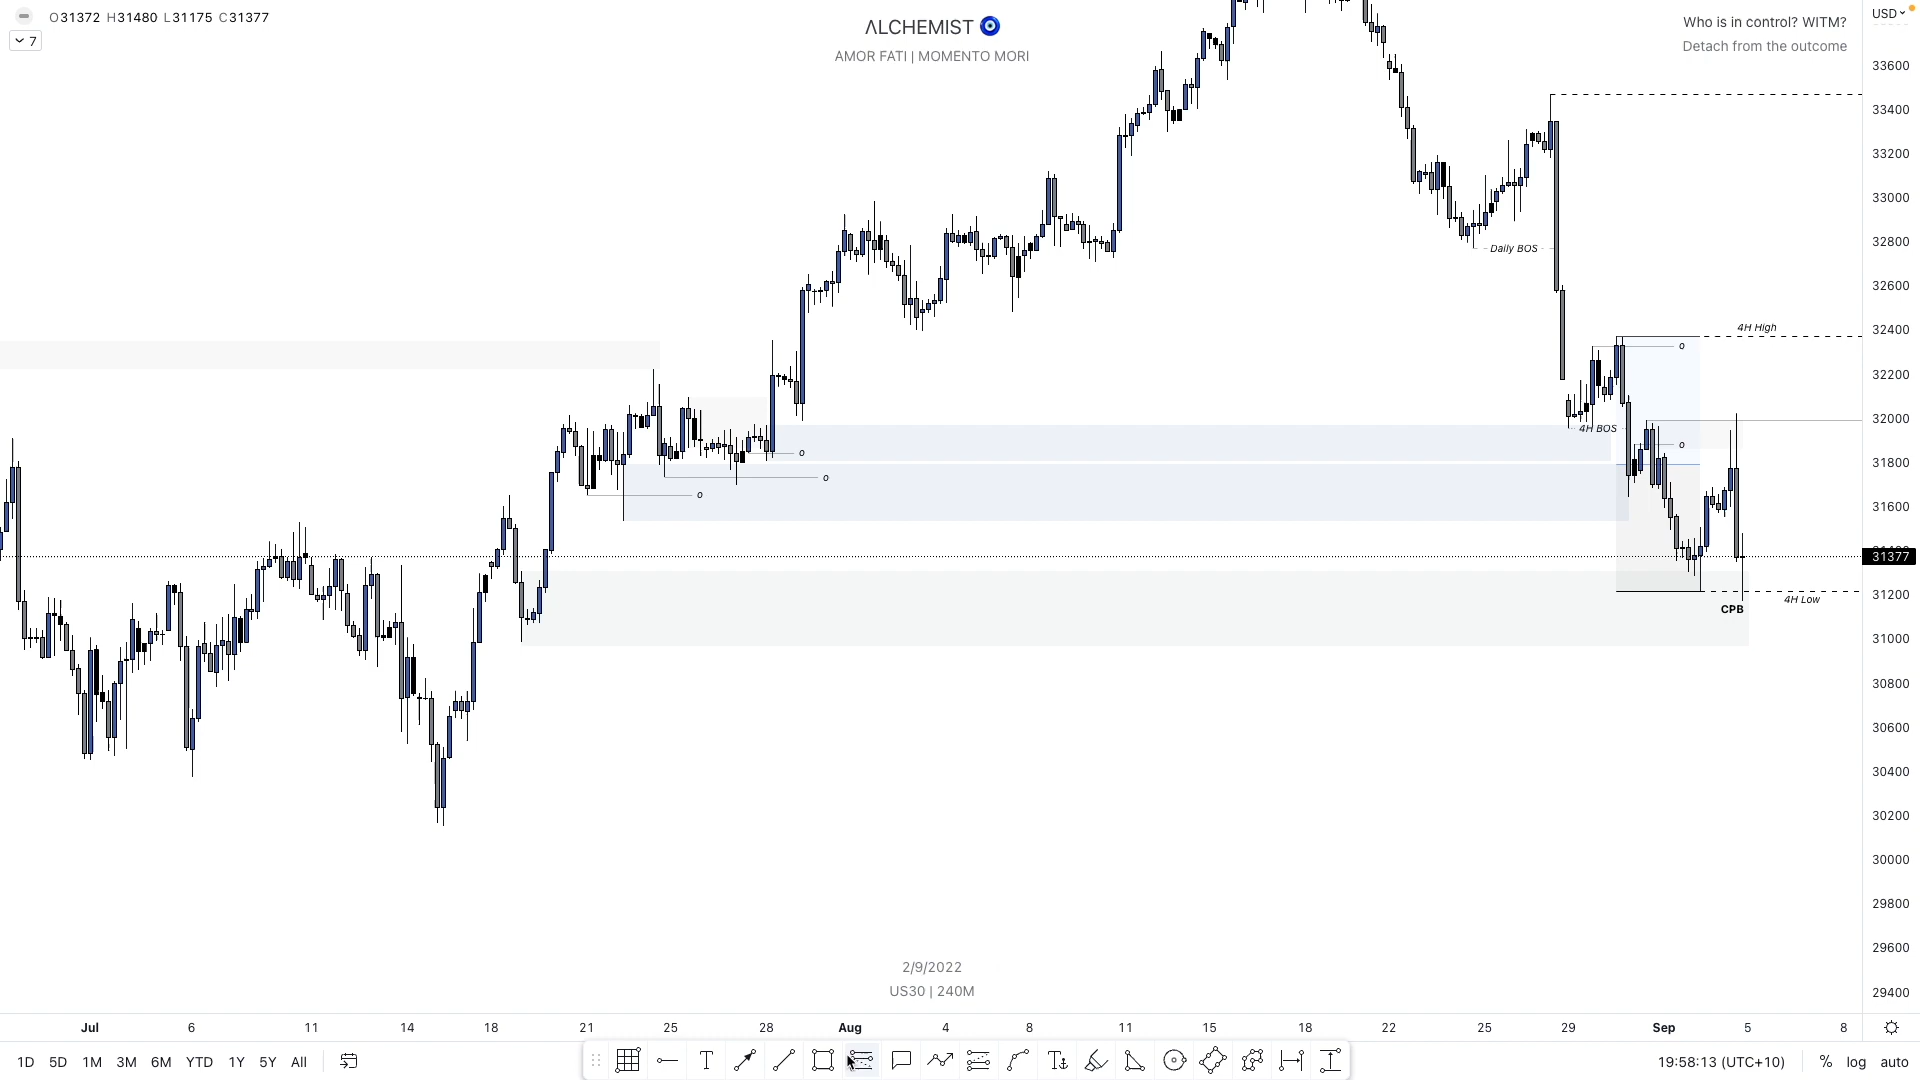 O31372 H31480 L31175 C31377
7
ΛLCHEMIST 🧿
AMOR FATI | MOMENTO MORI
Who is in control? WITM?
Detach from the outcome
USD
33600
33400
33200
33000
32800
32600
32400
32200
32000
31800
31600
31377
31200
31000
30800
30600
30400
30200
30000
29800
29600
29400
Daily BOS
4H High
o
4H BOS
o
o
o
o
4H Low
CPB
2/9/2022
US30 | 240M
Jul 6 11 14 18 21 25 28 Aug 4 8 11 15 18 22 25 29 Sep 5 8
1D 5D 1M 3M 6M YTD 1Y 5Y All
T
19:58:13 (UTC+10) % log auto